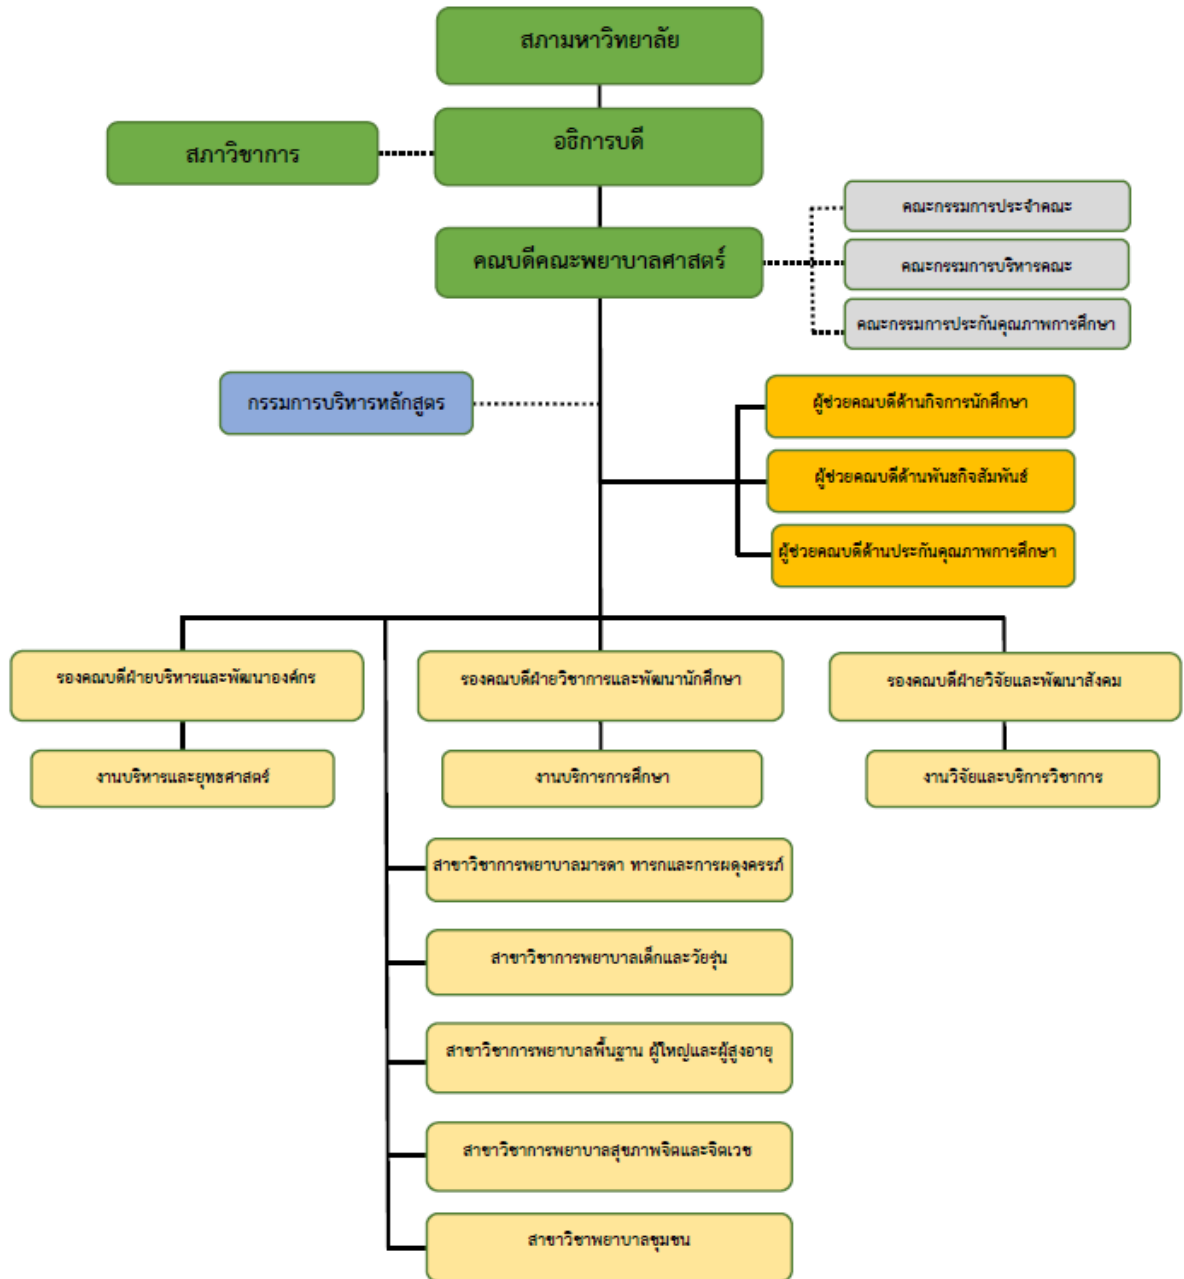 สภามหาวิทยาลัย
อธิการบดี
สภาวิชาการ
คณะกรรมการประจำคณะ
คณบดีคณะพยาบาลศาสตร์
คณะกรรมการบริหารคณะ
คณะกรรมการประกันคุณภาพการศึกษา
กรรมการบริหารหลักสูตร
ผู้ช่วยคณบดีด้านกิจการนักศึกษา
ผู้ช่วยคณบดีด้านพันธกิจสัมพันธ์
ผู้ช่วยคณบดีด้านประกันคุณภาพการศึกษา
รองคณบดีฝ่ายบริหารและพัฒนาองค์กร
รองคณบดีฝ่ายวิชาการและพัฒนานักศึกษา
รองคณบดีฝ่ายวิจัยและพัฒนาสังคม
งานบริหารและยุทธศาสตร์
งานบริการการศึกษา
งานวิจัยและบริการวิชาการ
สาขาวิชาการพยาบาลมารดา ทารกและการผดุงครรภ์
สาขาวิชาการพยาบาลเด็กและวัยรุ่น
สาขาวิชาการพยาบาลพื้นฐาน ผู้ใหญ่และผู้สูงอายุ
สาขาวิชาการพยาบาลสุขภาพจิตและจิตเวช
สาขาวิชาพยาบาลชุมชน